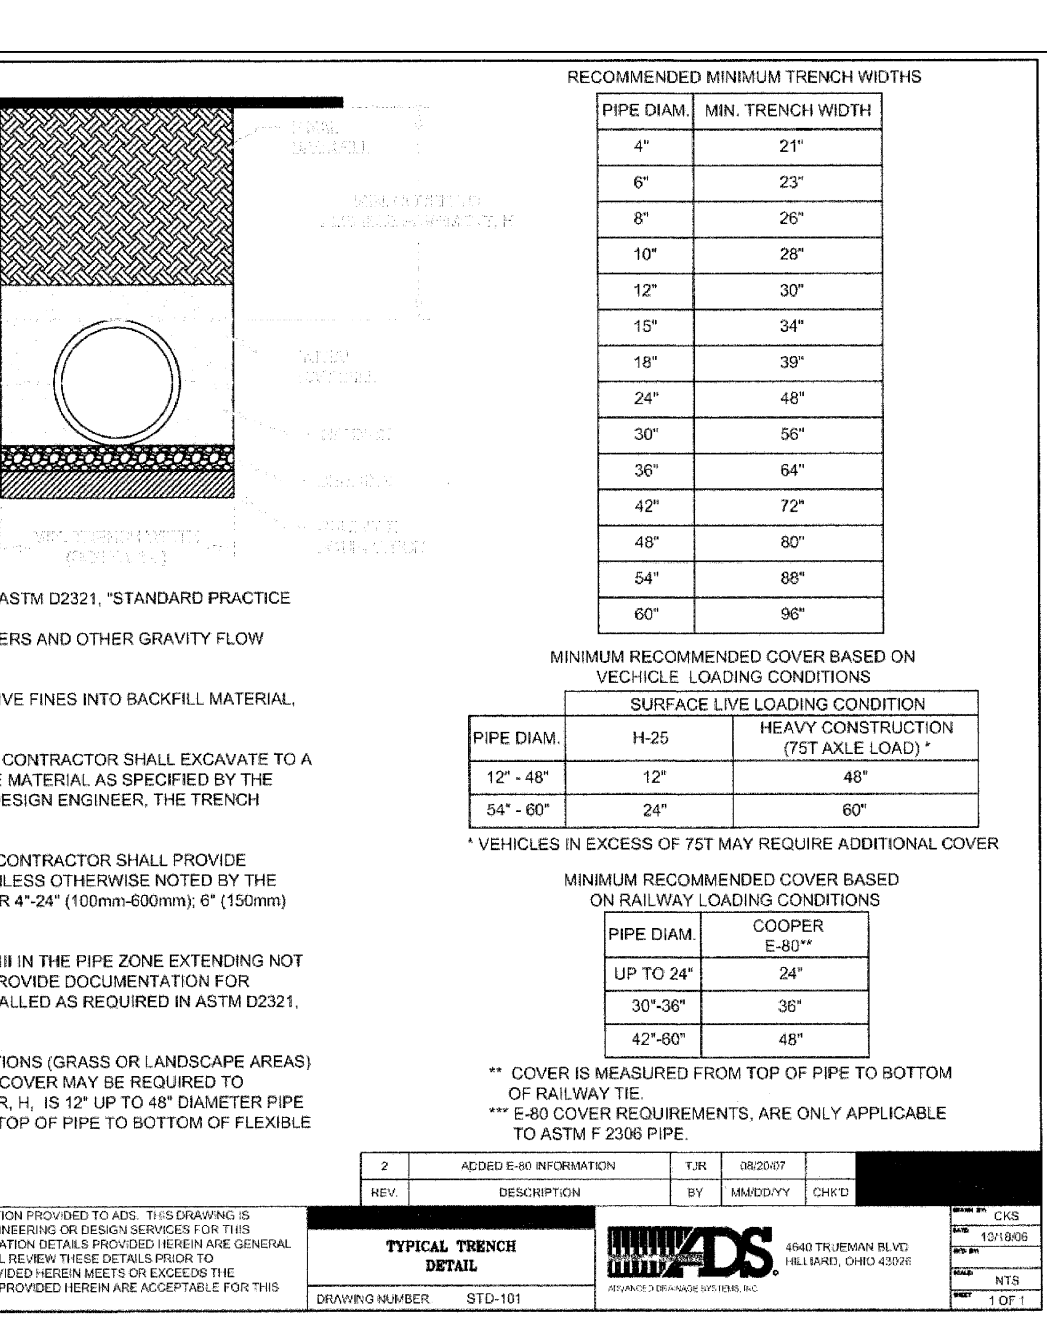 RECOMMENDED MINIMUM TRENCH WIDTHS
PIPE DIAM. MIN. TRENCH WIDTH
4" 21"
6" 23"
8" 26"
10" 28"
12" 30"
15" 34"
18" 39"
24" 48"
30" 56"
36" 64"
42" 72"
48" 80"
54" 88"
60" 96"
ASTM D2321, "STANDARD PRACTICE
ERS AND OTHER GRAVITY FLOW
IVE FINES INTO BACKFILL MATERIAL,
CONTRACTOR SHALL EXCAVATE TO A
E MATERIAL AS SPECIFIED BY THE
DESIGN ENGINEER, THE TRENCH
CONTRACTOR SHALL PROVIDE
NLESS OTHERWISE NOTED BY THE
R 4"-24" (100mm-600mm); 6" (150mm)
III IN THE PIPE ZONE EXTENDING NOT
PROVIDE DOCUMENTATION FOR
ALLED AS REQUIRED IN ASTM D2321,
TIONS (GRASS OR LANDSCAPE AREAS)
COVER MAY BE REQUIRED TO
R, H, IS 12" UP TO 48" DIAMETER PIPE
TOP OF PIPE TO BOTTOM OF FLEXIBLE
MINIMUM RECOMMENDED COVER BASED ON
VECHICLE LOADING CONDITIONS
SURFACE LIVE LOADING CONDITION
PIPE DIAM. H-25 HEAVY CONSTRUCTION
(75T AXLE LOAD) *
12" - 48" 12" 48"
54" - 60" 24" 60"
* VEHICLES IN EXCESS OF 75T MAY REQUIRE ADDITIONAL COVER
MINIMUM RECOMMENDED COVER BASED
ON RAILWAY LOADING CONDITIONS
PIPE DIAM. COOPER
E-80**
UP TO 24" 24"
30"-36" 36"
42"-60" 48"
** COVER IS MEASURED FROM TOP OF PIPE TO BOTTOM
OF RAILWAY TIE.
*** E-80 COVER REQUIREMENTS, ARE ONLY APPLICABLE
TO ASTM F 2306 PIPE.
2 ADDED E-80 INFORMATION TJR 08/20/07
REV. DESCRIPTION BY MM/DD/YY CHK'D
TION PROVIDED TO ADS. THIS DRAWING IS
INEERING OR DESIGN SERVICES FOR THIS
ATION DETAILS PROVIDED HEREIN ARE GENERAL
L REVIEW THESE DETAILS PRIOR TO
VIDED HEREIN MEETS OR EXCEEDS THE
PROVIDED HEREIN ARE ACCEPTABLE FOR THIS
TYPICAL TRENCH
DETAIL
DRAWING NUMBER STD-101
ADS
ADVANCED DRAINAGE SYSTEMS, INC.
4640 TRUEMAN BLVD
HILLIARD, OHIO 43026
DRAWN BY: CKS
DATE: 10/18/06
SCALE: NTS
SHEET 1 OF 1